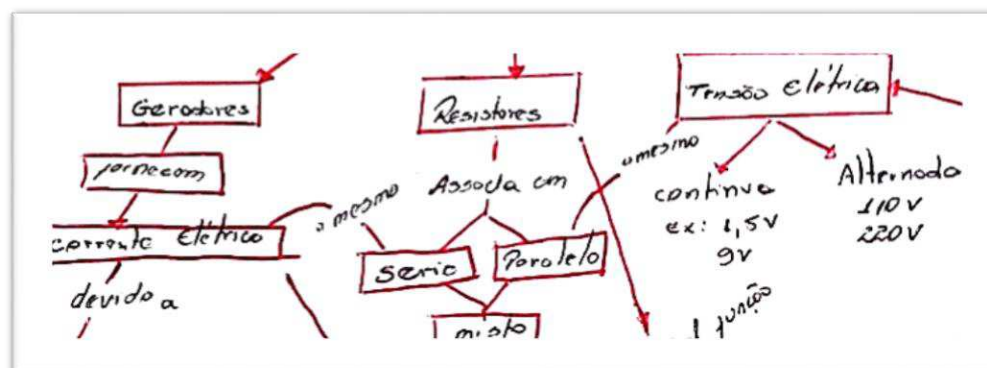 Geradores
fornecem
corrente Elétrica
devido a
o mesmo
Resistores
Associa em
Serie
Paralelo
misto
o mesmo
Tensão Elétrica
continua
ex: 1,5V
9V
Alternada
110V
220V
função